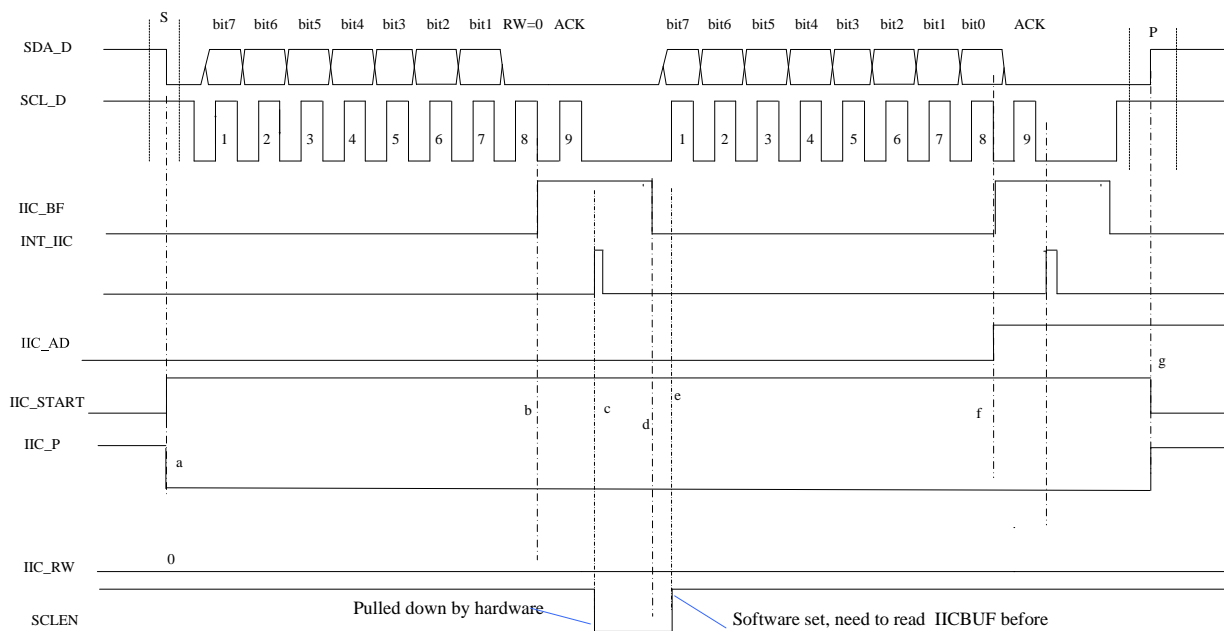 S
bit7 bit6 bit5 bit4 bit3 bit2 bit1 RW=0 ACK bit7 bit6 bit5 bit4 bit3 bit2 bit1 bit0 ACK P
SDA_D
SCL_D
1 2 3 4 5 6 7 8 9 1 2 3 4 5 6 7 8 9
IIC_BF
INT_IIC
IIC_AD
g
IIC_START
b c d e f
IIC_P
a
0
IIC_RW
Pulled down by hardware
Software set, need to read IICBUF before
SCLEN